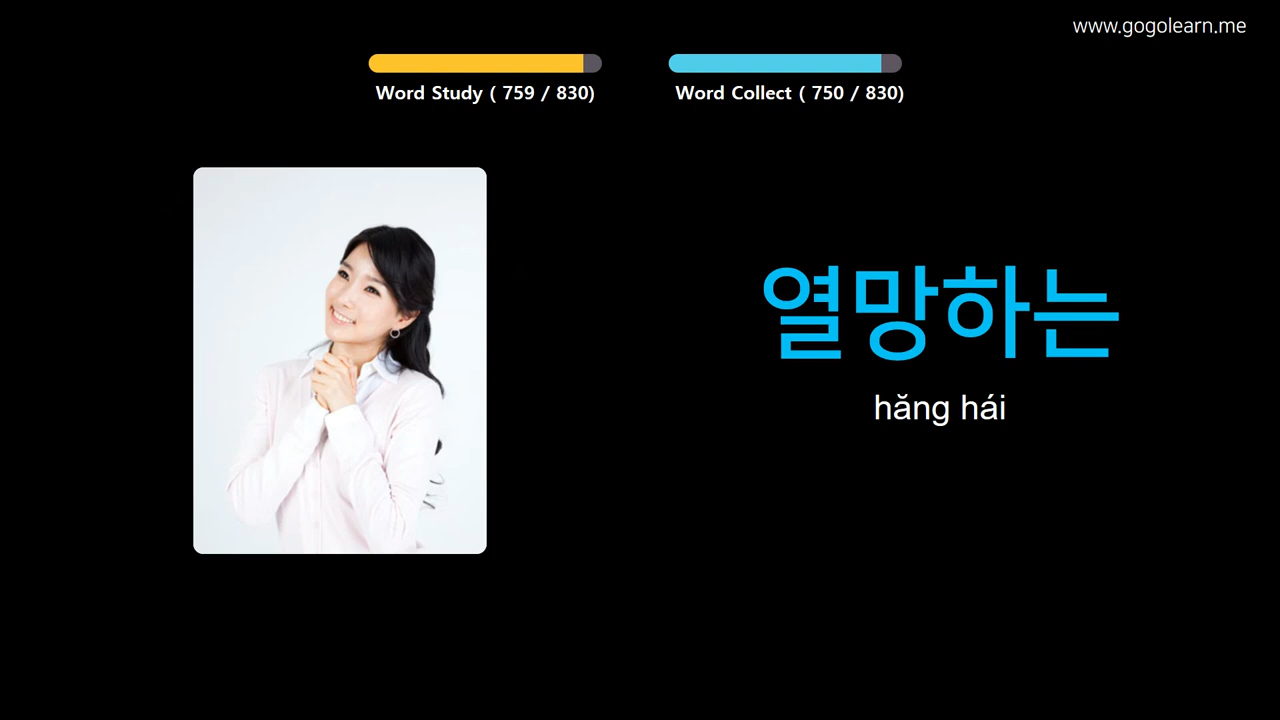 www.gogolearn.me
Word Study ( 759 / 830)
Word Collect ( 750 / 830)
열망하는
hăng hái